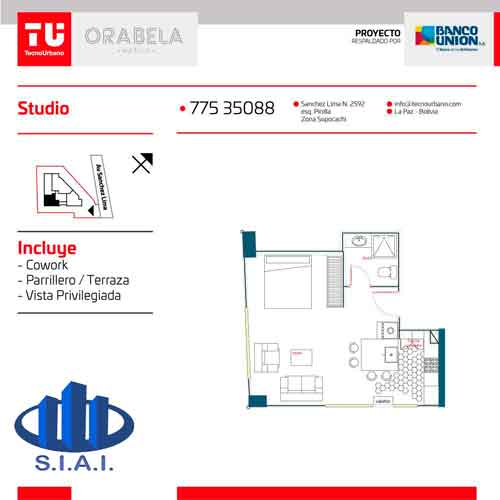 TU
TecnoUrbano
ORABELA
PROYECTO
RESPALDADO POR
BANCO
UNION S.A.
Studio
775 35088
Sanchez Lima N. 2592
esq. Pinilla
Zona Sopocachi
info@tecnourbano.com
La Paz - Bolivia
Av Sanchez Lima
Incluye
- Cowork
- Parrillero / Terraza
- Vista Privilegiada
S.I.A.I.